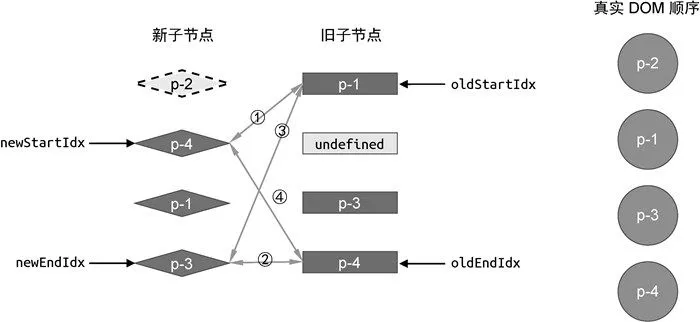 新子节点
旧子节点
真实 DOM 顺序
p-2
p-1
oldStartIdx
p-2
①
③
newStartIdx
p-4
undefined
p-1
④
p-1
p-3
p-3
newEndIdx
p-3
②
p-4
oldEndIdx
p-4